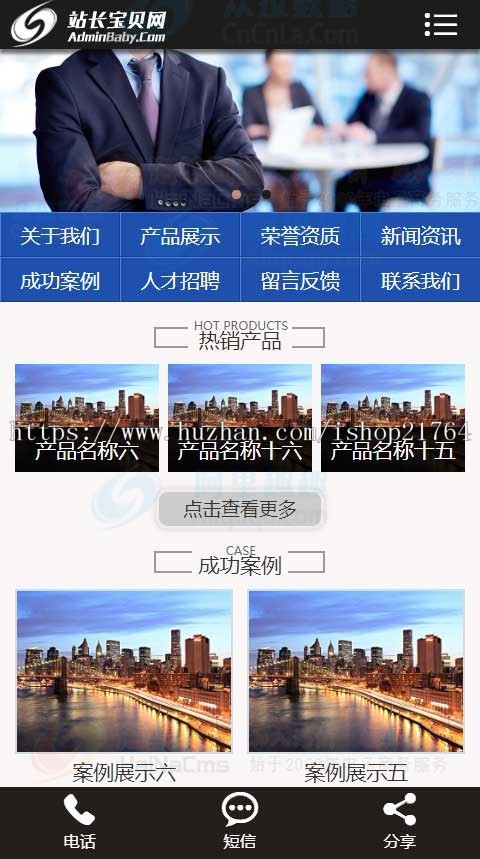 站长宝贝网
AdminBaby.Com
CnCnLa.Com
关于我们 产品展示 荣誉资质 新闻资讯
成功案例 人才招聘 留言反馈 联系我们
HOT PRODUCTS
热销产品
https://www.huzhan.com/ishop21764
产品名称六 产品名称十六 产品名称十五
点击查看更多
CASE
成功案例
HaiNaCms
案例展示六 案例展示五
电话 短信 分享